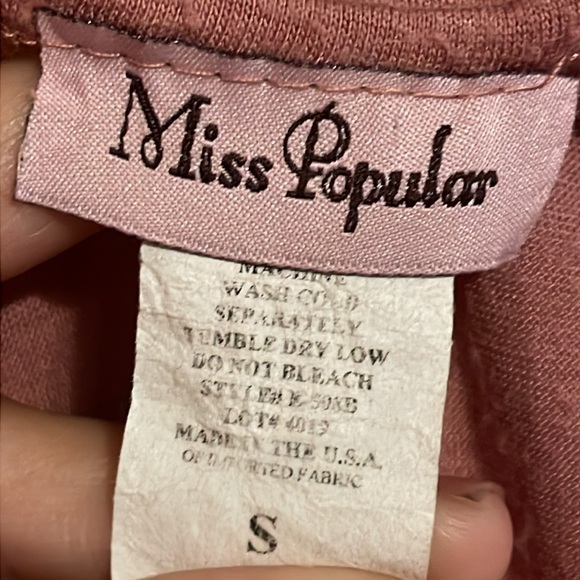 Miss Popular
MACHINE
WASH COLD
SEPARATELY
TUMBLE DRY LOW
DO NOT BLEACH
STYLE#
LOT# 4019
MADE IN THE U.S.A.
OF IMPORTED FABRIC
S